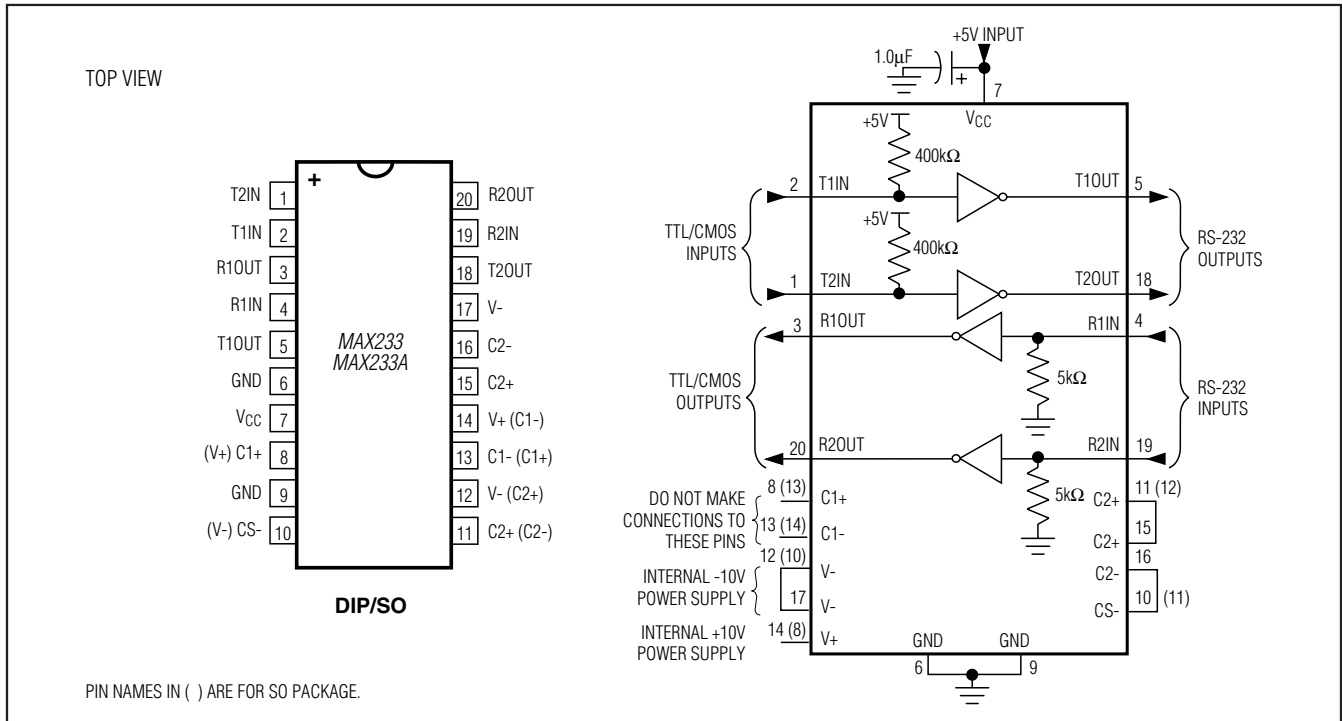 TOP VIEW
T2IN 1
T1IN 2
R1OUT 3
R1IN 4
T1OUT 5
GND 6
VCC 7
(V+) C1+ 8
GND 9
(V-) CS- 10
+
MAX233
MAX233A
20 R2OUT
19 R2IN
18 T2OUT
17 V-
16 C2-
15 C2+
14 V+ (C1-)
13 C1- (C1+)
12 V- (C2+)
11 C2+ (C2-)
DIP/SO
PIN NAMES IN ( ) ARE FOR SO PACKAGE.
+5V INPUT
1.0µF
+
7
VCC
+5V
400kΩ
2 T1IN
T1OUT 5
+5V
400kΩ
TTL/CMOS
INPUTS
RS-232
OUTPUTS
1 T2IN
T2OUT 18
3 R1OUT
R1IN 4
5kΩ
TTL/CMOS
OUTPUTS
RS-232
INPUTS
20 R2OUT
R2IN 19
5kΩ
DO NOT MAKE
CONNECTIONS TO
THESE PINS
8 (13) C1+
13 (14) C1-
INTERNAL -10V
POWER SUPPLY
12 (10) V-
17 V-
INTERNAL +10V
POWER SUPPLY
14 (8) V+
C2+ 11 (12)
C2+ 15
C2- 16
CS- 10 (11)
GND GND
6 9